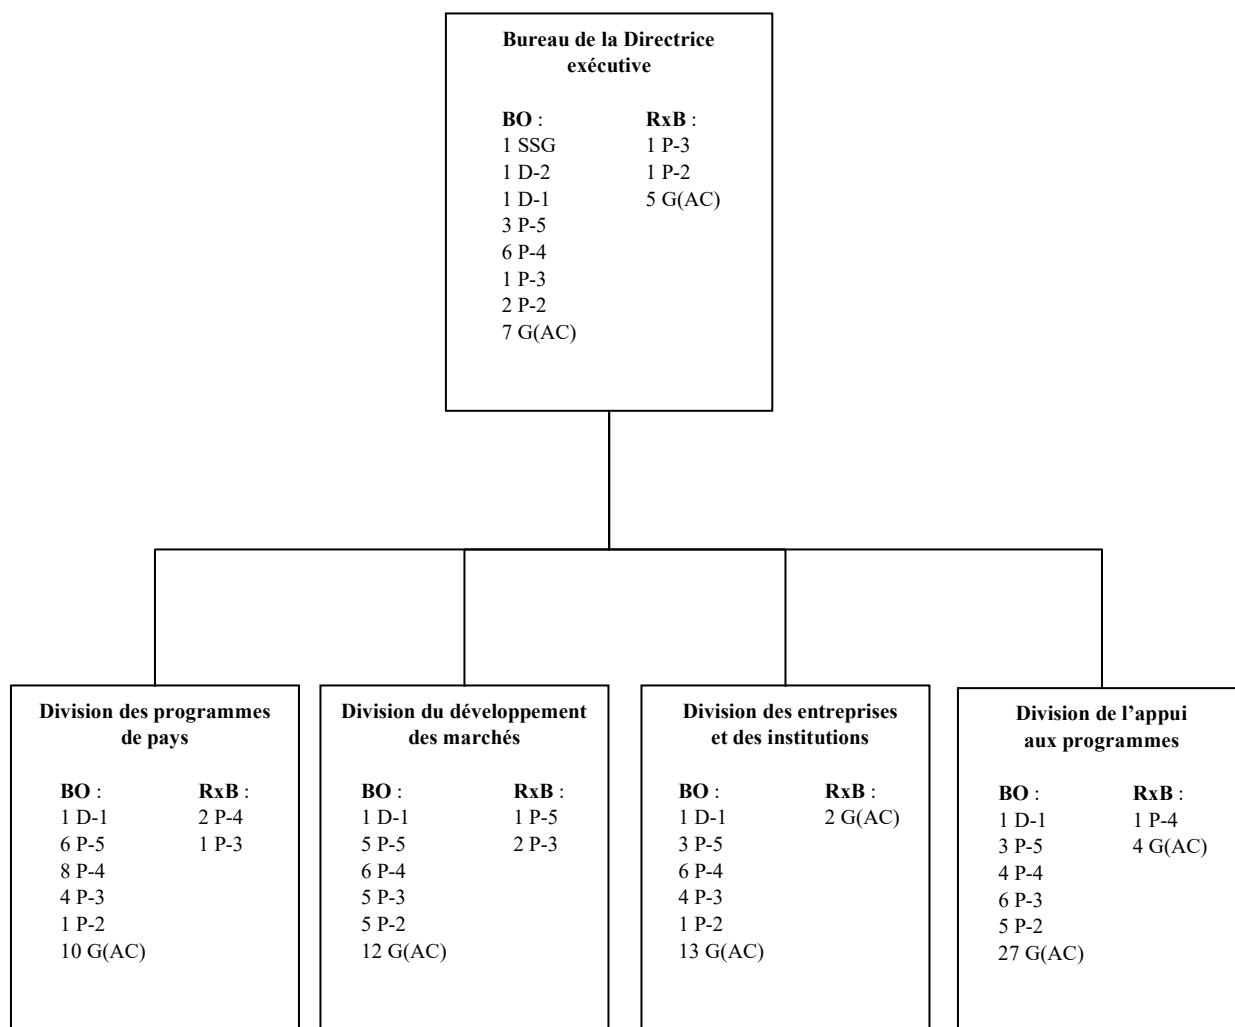 Bureau de la Directrice
exécutive
BO :
1 SSG
1 D-2
1 D-1
3 P-5
6 P-4
1 P-3
2 P-2
7 G(AC)
RxB :
1 P-3
1 P-2
5 G(AC)
Division des programmes
de pays
BO :
1 D-1
6 P-5
8 P-4
4 P-3
1 P-2
10 G(AC)
RxB :
2 P-4
1 P-3
Division du développement
des marchés
BO :
1 D-1
5 P-5
6 P-4
5 P-3
5 P-2
12 G(AC)
RxB :
1 P-5
2 P-3
Division des entreprises
et des institutions
BO :
1 D-1
3 P-5
6 P-4
4 P-3
1 P-2
13 G(AC)
RxB :
2 G(AC)
Division de l’appui
aux programmes
BO :
1 D-1
3 P-5
4 P-4
6 P-3
5 P-2
27 G(AC)
RxB :
1 P-4
4 G(AC)